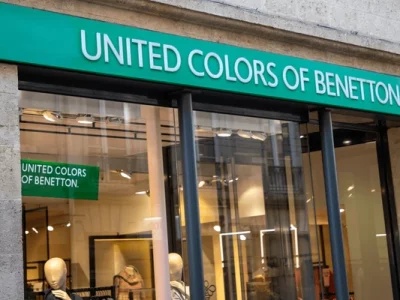 UNITED COLORS OF BENETTON
UNITED COLORS
OF BENETTON.